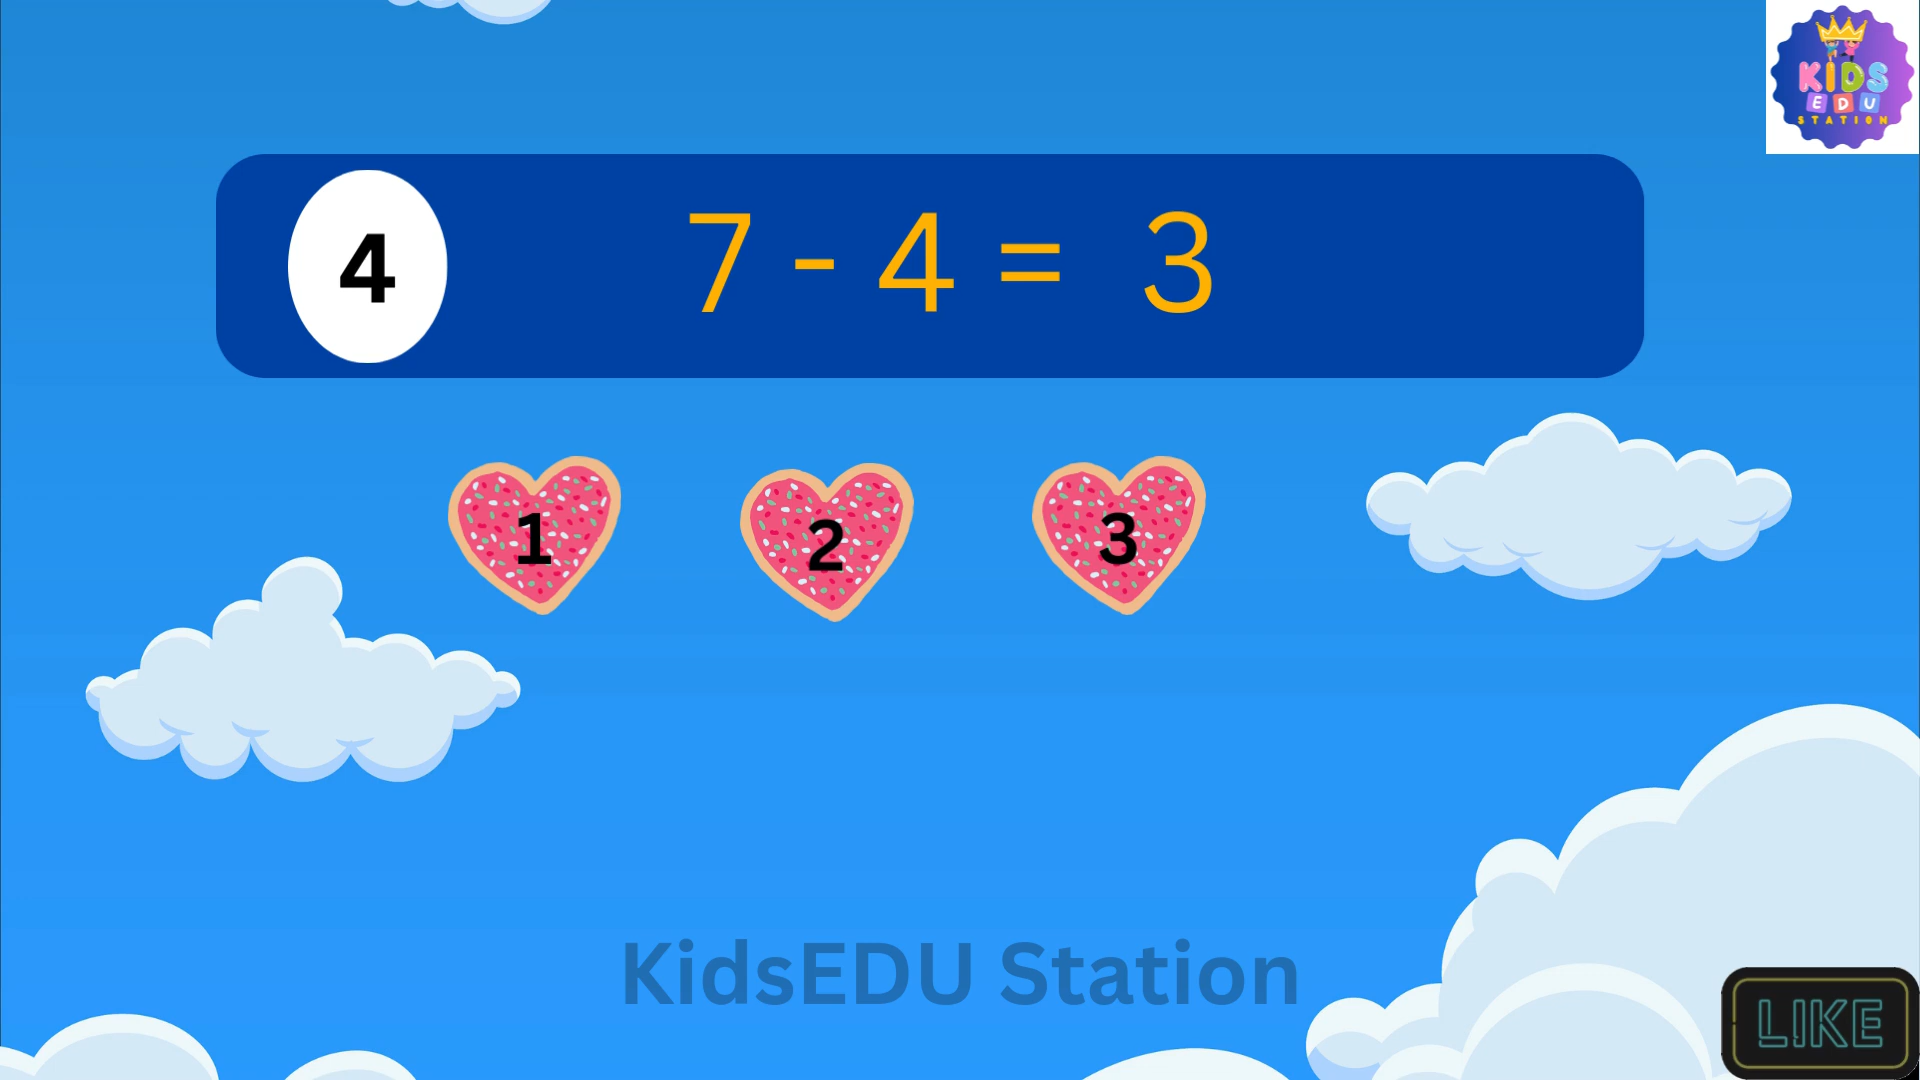 KIDS
EDU
STATION
4
7 - 4 = 3
1 2 3
KidsEDU Station
LIKE